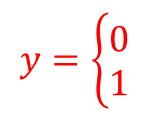 y = { 0
1